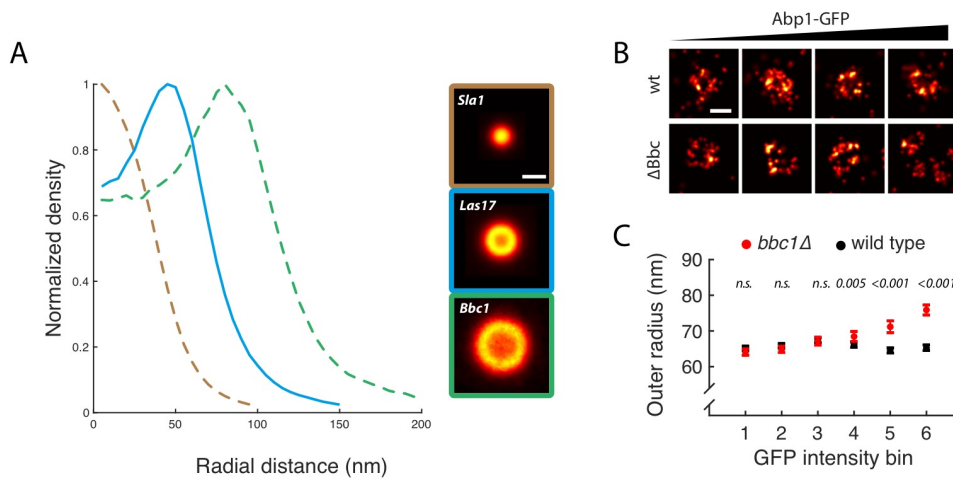 A
Normalized density
1
0.8
0.6
0.4
0.2
0
0 50 100 150 200
Radial distance (nm)
Sla1
Las17
Bbc1
Abp1-GFP
B
wt
ΔBbc
C
bbc1Δ wild type
Outer radius (nm)
90
80
70
60
n.s. n.s. n.s. 0.005 <0.001 <0.001
1 2 3 4 5 6
GFP intensity bin